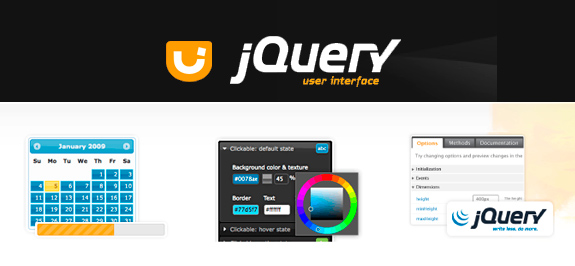 jQuery
user interface
January 2009
Su Mo Tu We Th Fr Sa
1 2 3
4 5 6 7 8 9 10
11 12 13 14 15 16 17
18 19 20 21 22 23 24
25 26 27 28 29 30 31
Clickable: default state abc
Background color & texture
45 %
Border Text
#77d5f7
Clickable: hover state
Options Methods Documentation
Try changing options and preview changes in the
Initialization
Events
Dimensions
height
minheight
maxheight
jQuery
write less, do more.